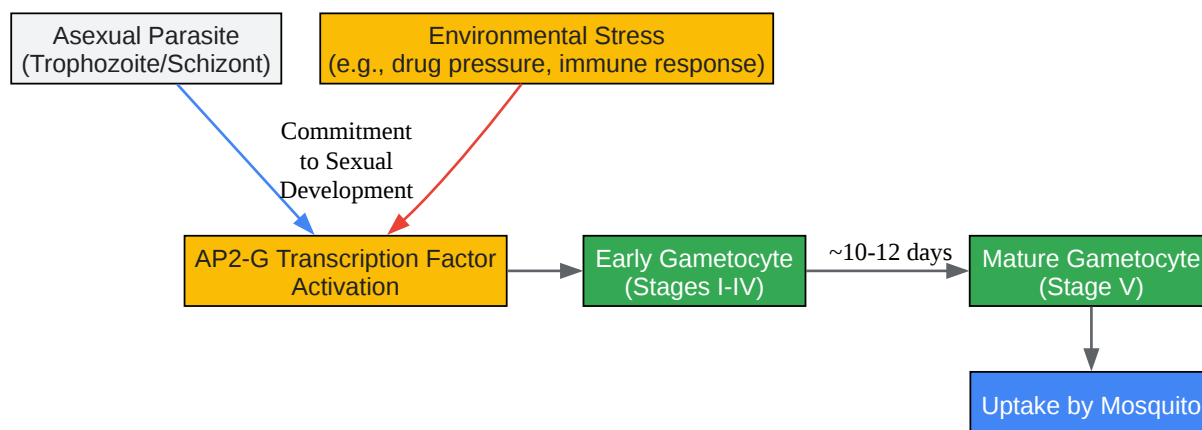 Asexual Parasite
(Trophozoite/Schizont)
Environmental Stress
(e.g., drug pressure, immune response)
Commitment
to Sexual
Development
AP2-G Transcription Factor
Activation
Early Gametocyte
(Stages I-IV)
~10-12 days
Mature Gametocyte
(Stage V)
Uptake by Mosquito